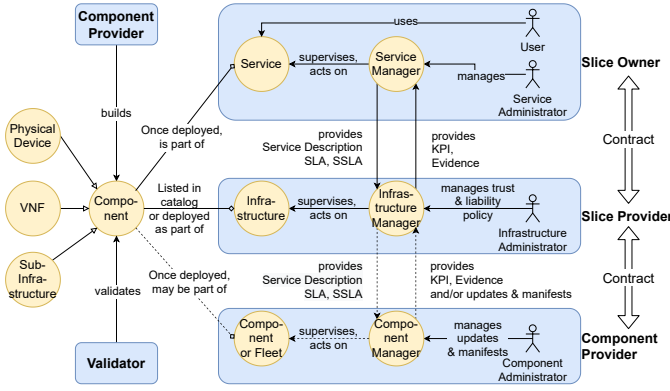 Component
Provider
uses
User
Service
supervises,
acts on
Service
Manager
manages
Service
Administrator
Slice Owner
builds
Physical
Device
Once deployed,
is part of
provides
Service Description
SLA, SSLA
provides
KPI,
Evidence
Contract
VNF
Compo-
nent
Listed in
catalog
or deployed
as part of
Infra-
structure
supervises,
acts on
Infra-
structure
Manager
manages trust
& liability
policy
Infrastructure
Administrator
Slice Provider
Sub-
Infra-
structure
validates
Once deployed,
may be part of
provides
Service Description
SLA, SSLA
provides
KPI, Evidence
and/or updates & manifests
Contract
Compo-
nent
or Fleet
supervises,
acts on
Compo-
nent
Manager
manages
updates
& manifests
Component
Administrator
Component
Provider
Validator